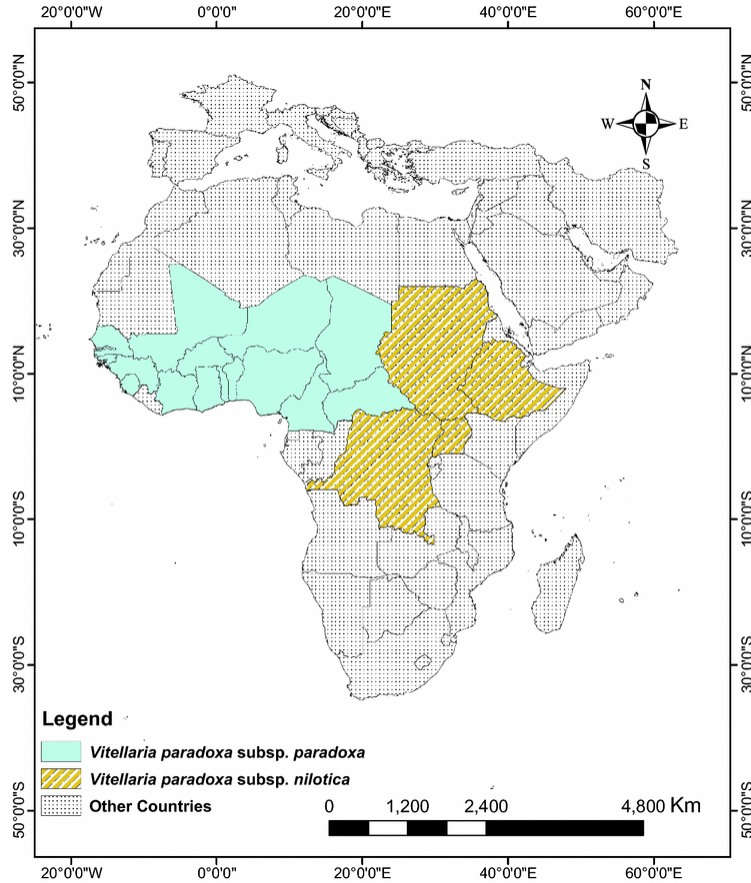 20°0'0"W 0°0'0" 20°0'0"E 40°0'0"E 60°0'0"E
50°0'0"N
50°0'0"N
N
W E
S
30°0'0"N
30°0'0"N
10°0'0"N
10°0'0"N
10°0'0"S
10°0'0"S
30°0'0"S
30°0'0"S
Legend
Vitellaria paradoxa subsp. paradoxa
Vitellaria paradoxa subsp. nilotica
Other Countries
0 1,200 2,400 4,800 Km
50°0'0"S
50°0'0"S
20°0'0"W 0°0'0" 20°0'0"E 40°0'0"E 60°0'0"E